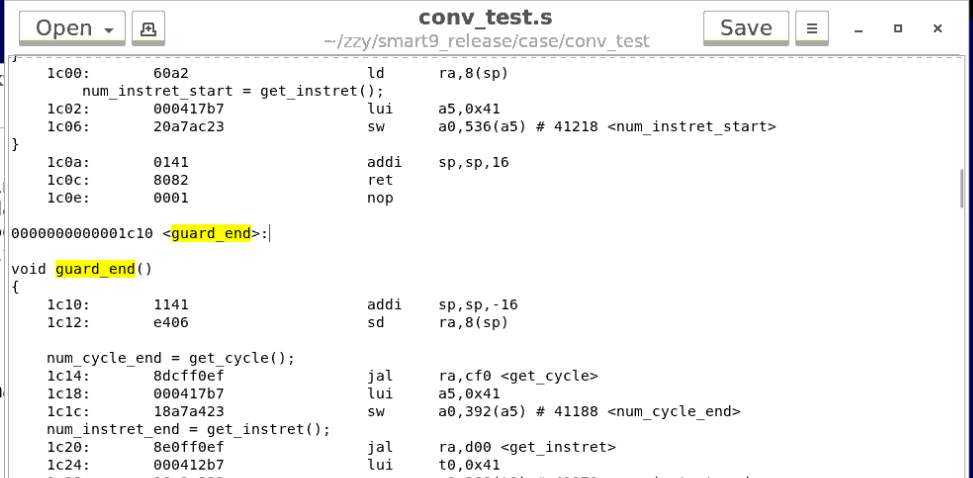 Open
conv_test.s
~/zzy/smart9_release/case/conv_test
Save
}
1c00: 60a2 ld ra,8(sp)
num_instret_start = get_instret();
1c02: 000417b7 lui a5,0x41
1c06: 20a7ac23 sw a0,536(a5) # 41218 <num_instret_start>
}
1c0a: 0141 addi sp,sp,16
1c0c: 8082 ret
1c0e: 0001 nop
0000000000001c10 <guard_end>:
void guard_end()
{
1c10: 1141 addi sp,sp,-16
1c12: e406 sd ra,8(sp)
num_cycle_end = get_cycle();
1c14: 8dcff0ef jal ra,cf0 <get_cycle>
1c18: 000417b7 lui a5,0x41
1c1c: 18a7a423 sw a0,392(a5) # 41188 <num_cycle_end>
num_instret_end = get_instret();
1c20: 8e0ff0ef jal ra,d00 <get_instret>
1c24: 000412b7 lui t0,0x41